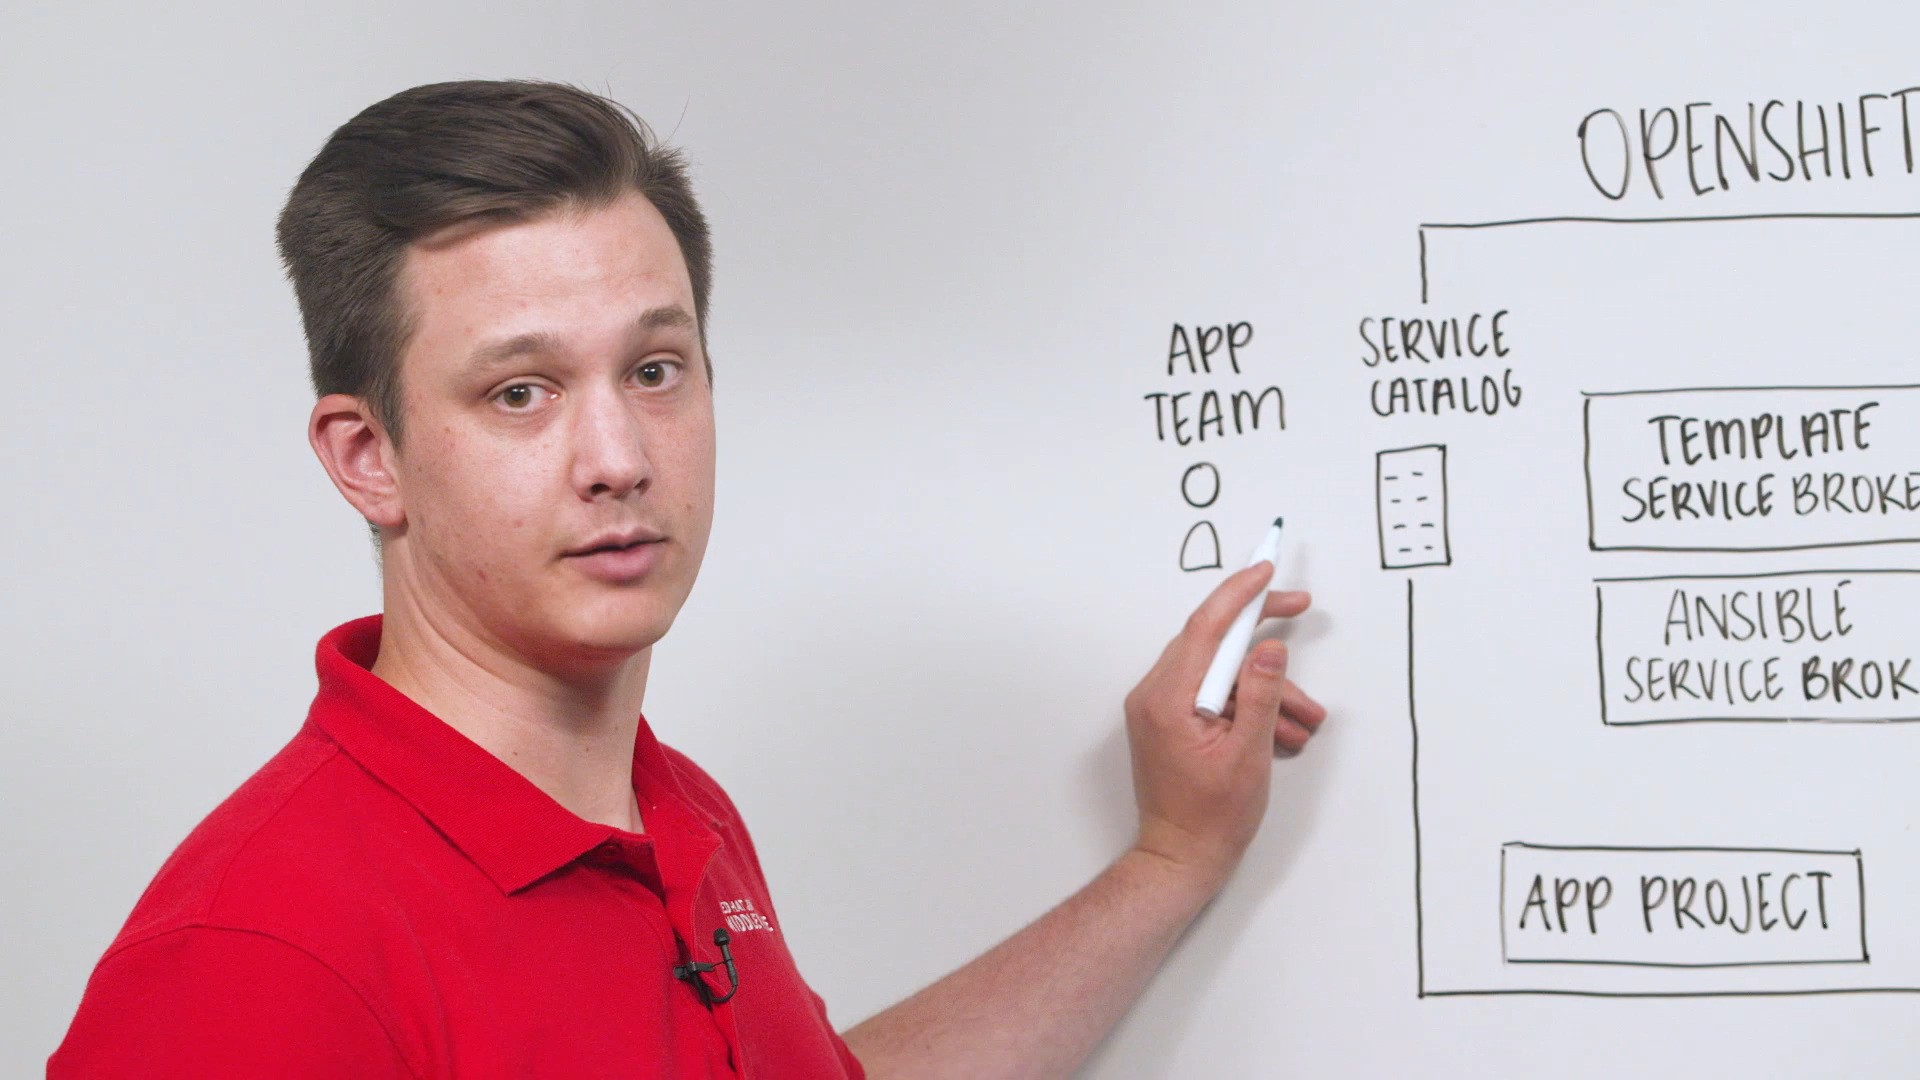 OPENSHIFT
APP
TEAM
SERVICE
CATALOG
TEMPLATE
SERVICE BROKE
ANSIBLE
SERVICE BROK
APP PROJECT